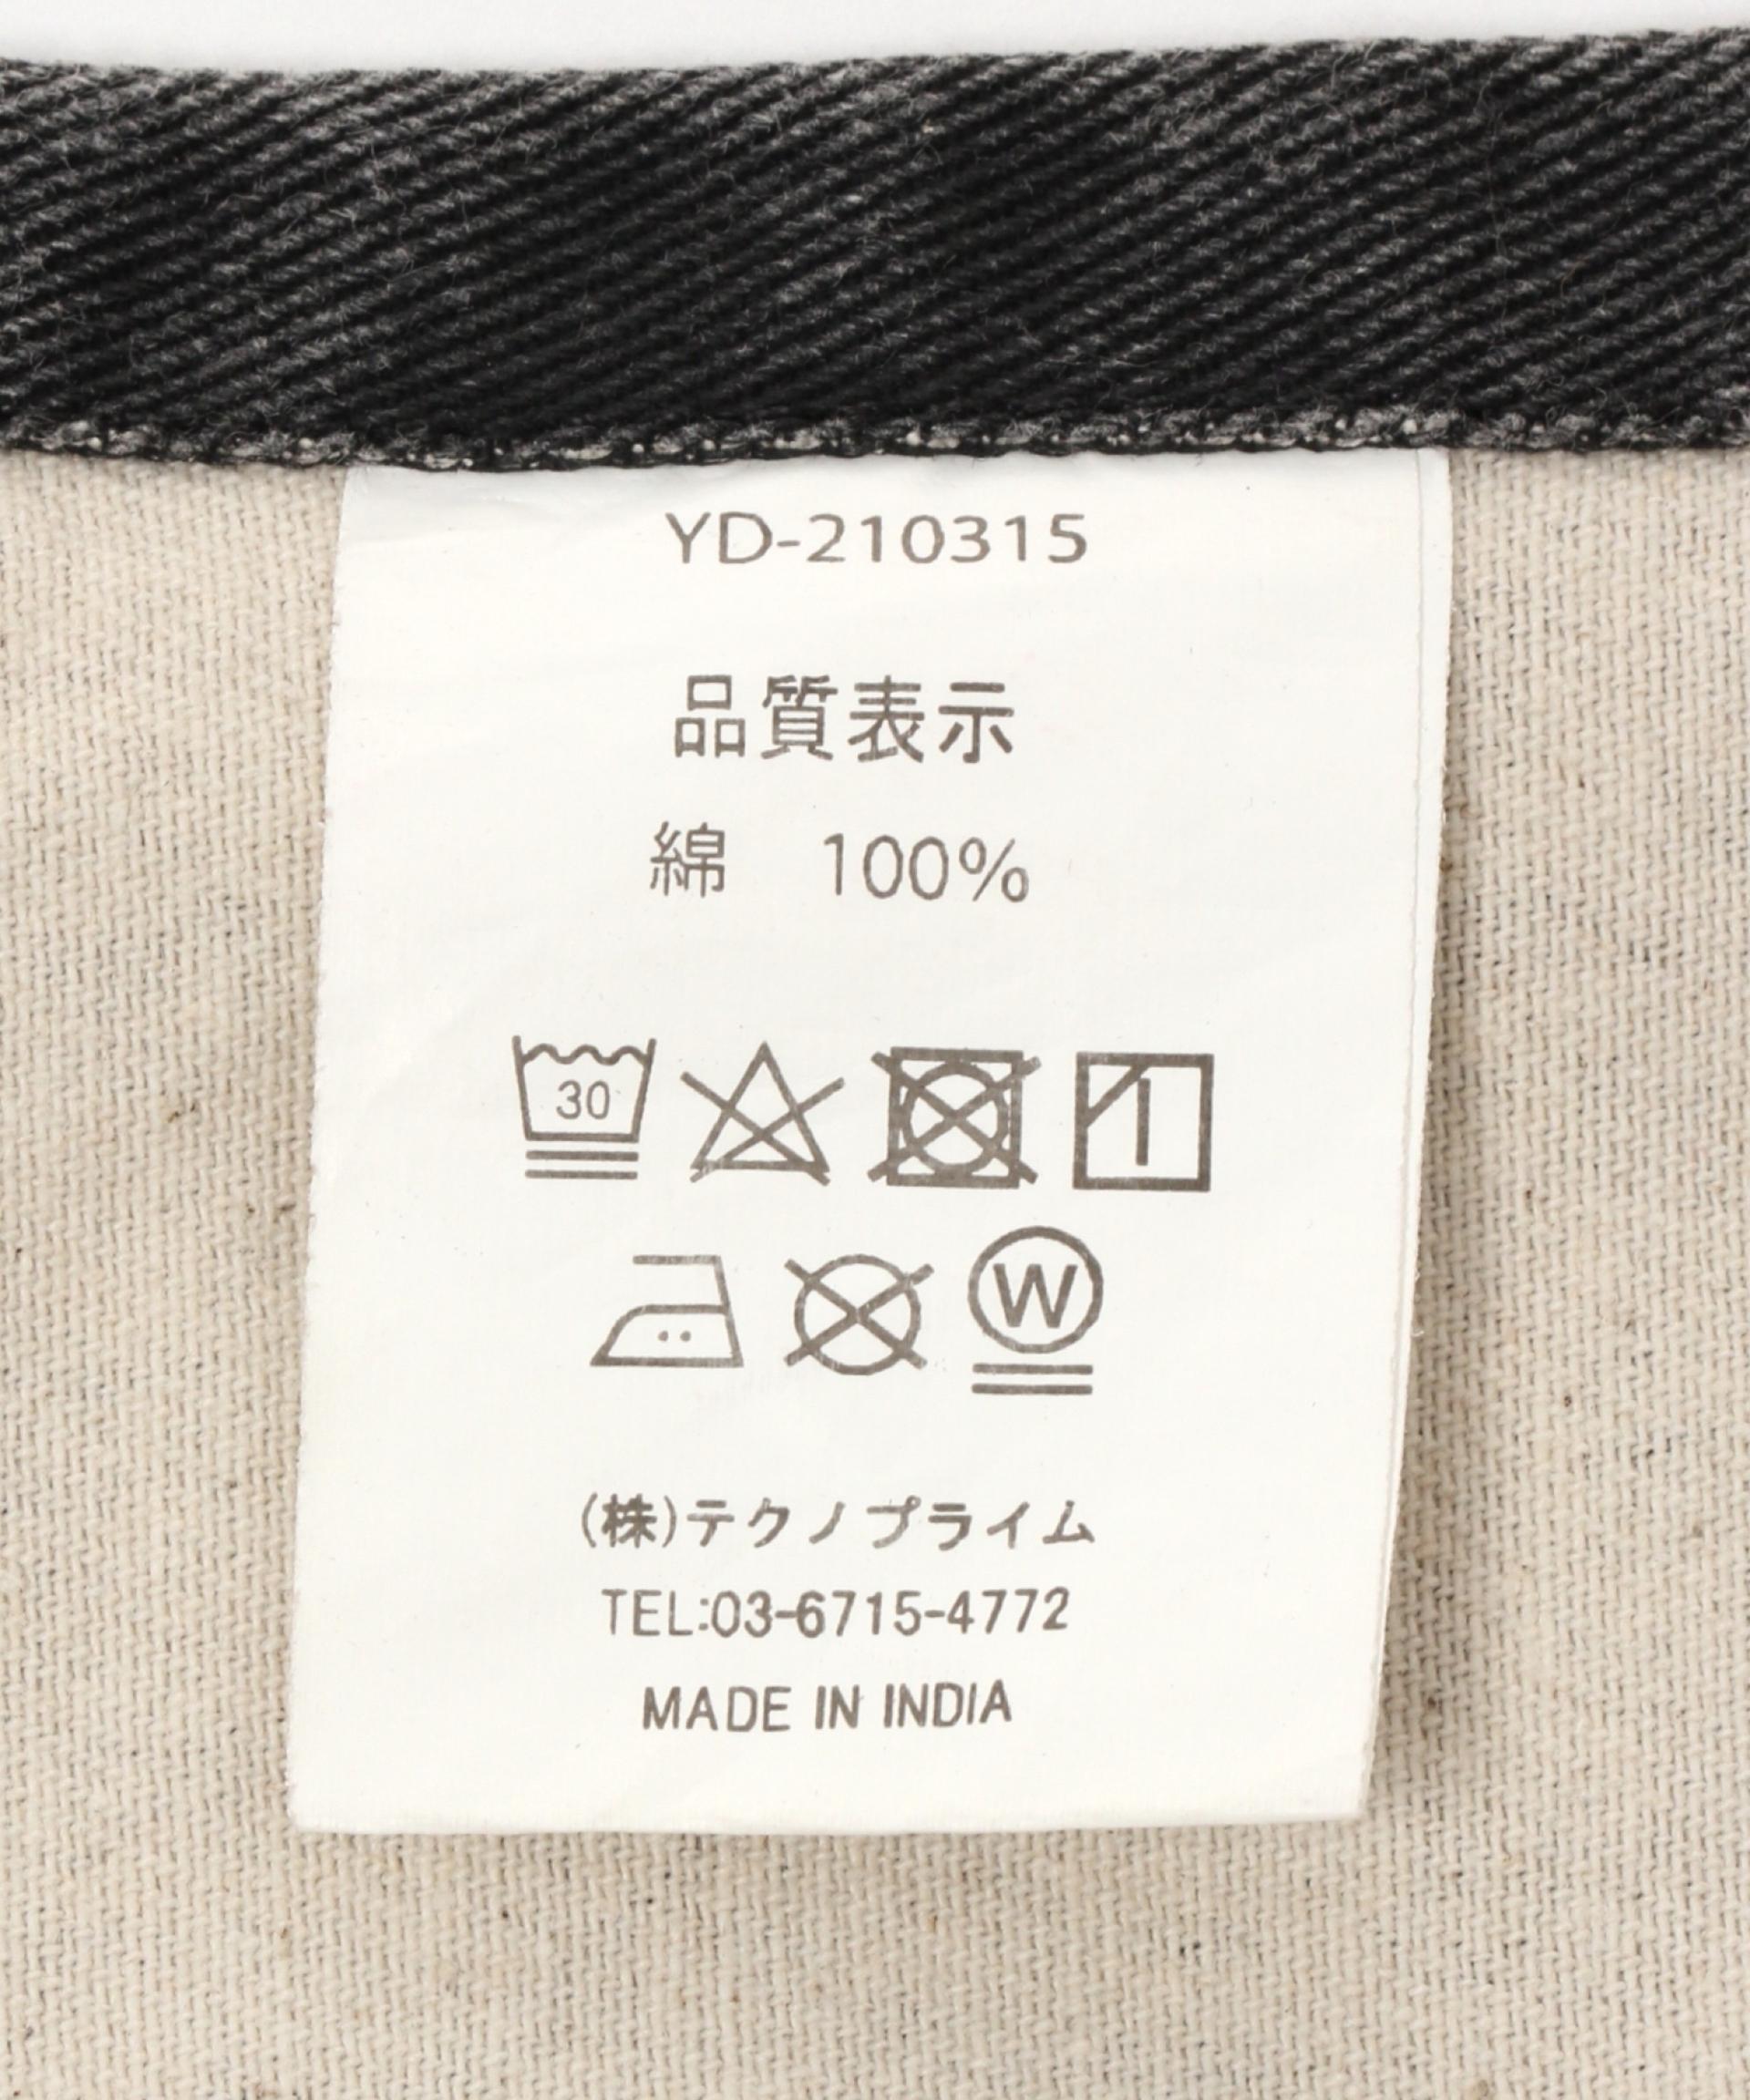 YD-210315
品質表示
綿　100%
30
W
(株)テクノプライム
TEL:03-6715-4772
MADE IN INDIA